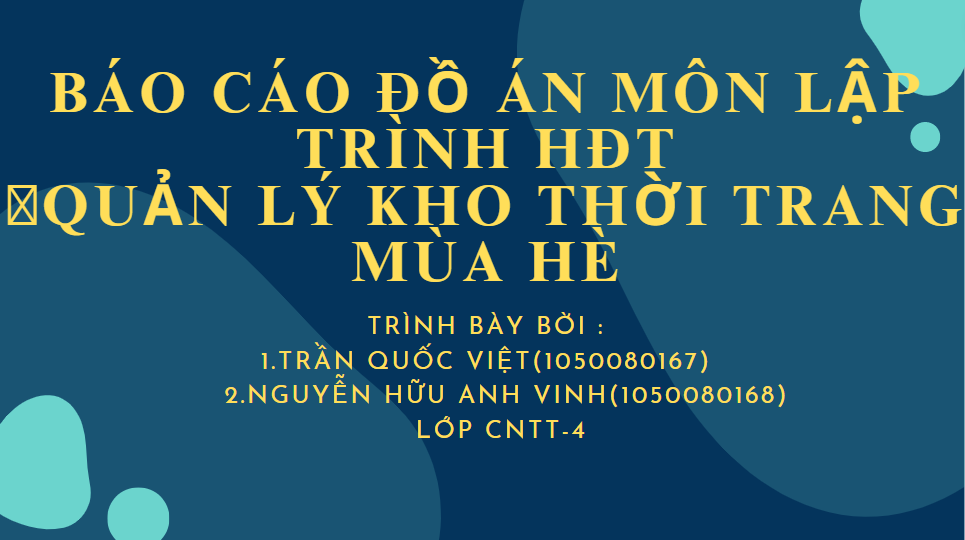 BÁO CÁO ĐỒ ÁN MÔN LẬP
TRÌNH HĐT
QUẢN LÝ KHO THỜI TRANG
MÙA HÈ
TRÌNH BÀY BỞI :
1.TRẦN QUỐC VIỆT(1050080167)
2.NGUYỄN HỮU ANH VINH(1050080168)
LỚP CNTT-4